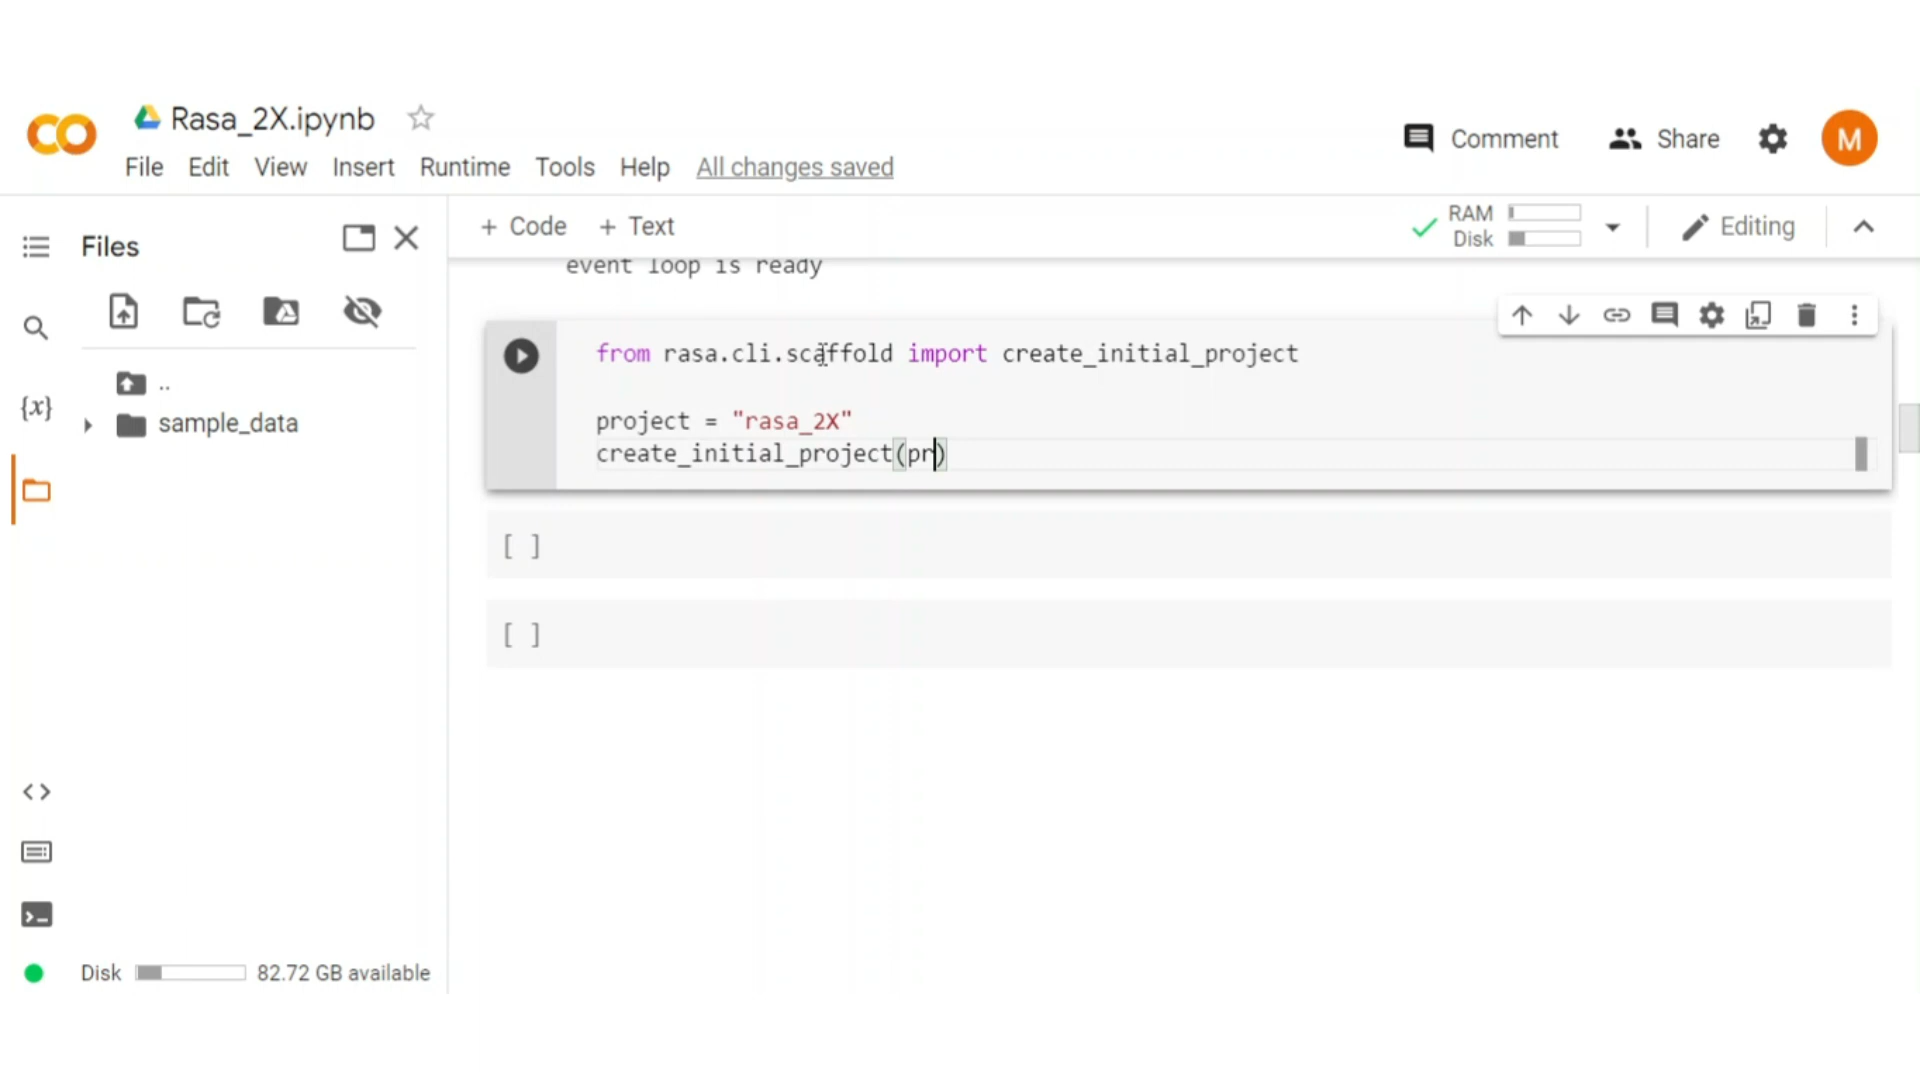 Rasa_2X.ipynb
File Edit View Insert Runtime Tools Help All changes saved
Comment Share M
Files
+ Code + Text
RAM
Disk
Editing
event loop is ready
..
sample_data
{x}
from rasa.cli.scaffold import create_initial_project
project = "rasa_2X"
create_initial_project(pr)
[ ]
[ ]
Disk 82.72 GB available